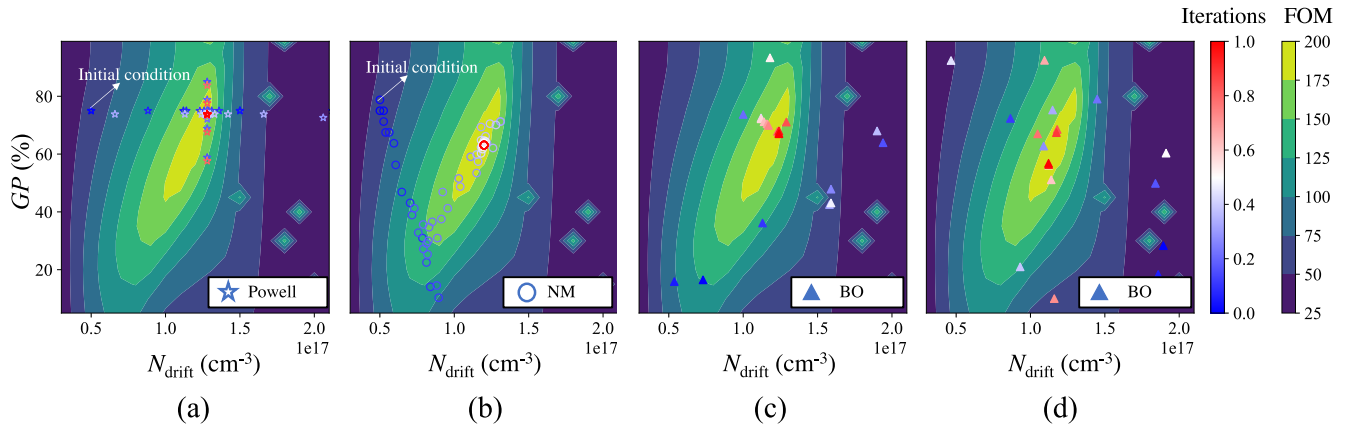 Iterations FOM
Initial condition
Initial condition
GP (%)
80
60
40
20
Powell
NM
BO
BO
1.0
0.8
0.6
0.4
0.2
0.0
200
175
150
125
100
75
50
25
0.5 1.0 1.5 2.0
0.5 1.0 1.5 2.0
0.5 1.0 1.5 2.0
0.5 1.0 1.5 2.0
1e17
1e17
1e17
1e17
N_drift (cm⁻³)
N_drift (cm⁻³)
N_drift (cm⁻³)
N_drift (cm⁻³)
(a)
(b)
(c)
(d)